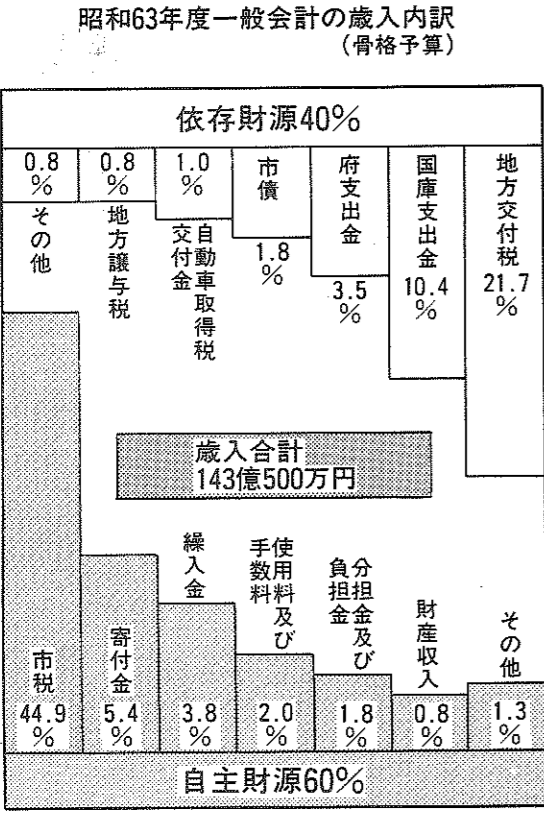 昭和63年度一般会計の歳入内訳
(骨格予算)
依存財源40%
0.8
%
その他
0.8
%
地方譲与税
1.0
%
自動車取得税
交付金
市債
1.8
%
府支出金
3.5
%
国庫支出金
10.4
%
地方交付税
21.7
%
歳入合計
143億500万円
市税
44.9
%
寄付金
5.4
%
繰入金
3.8
%
使用料及び
手数料
2.0
%
分担金及び
負担金
1.8
%
財産収入
0.8
%
その他
1.3
%
自主財源60%